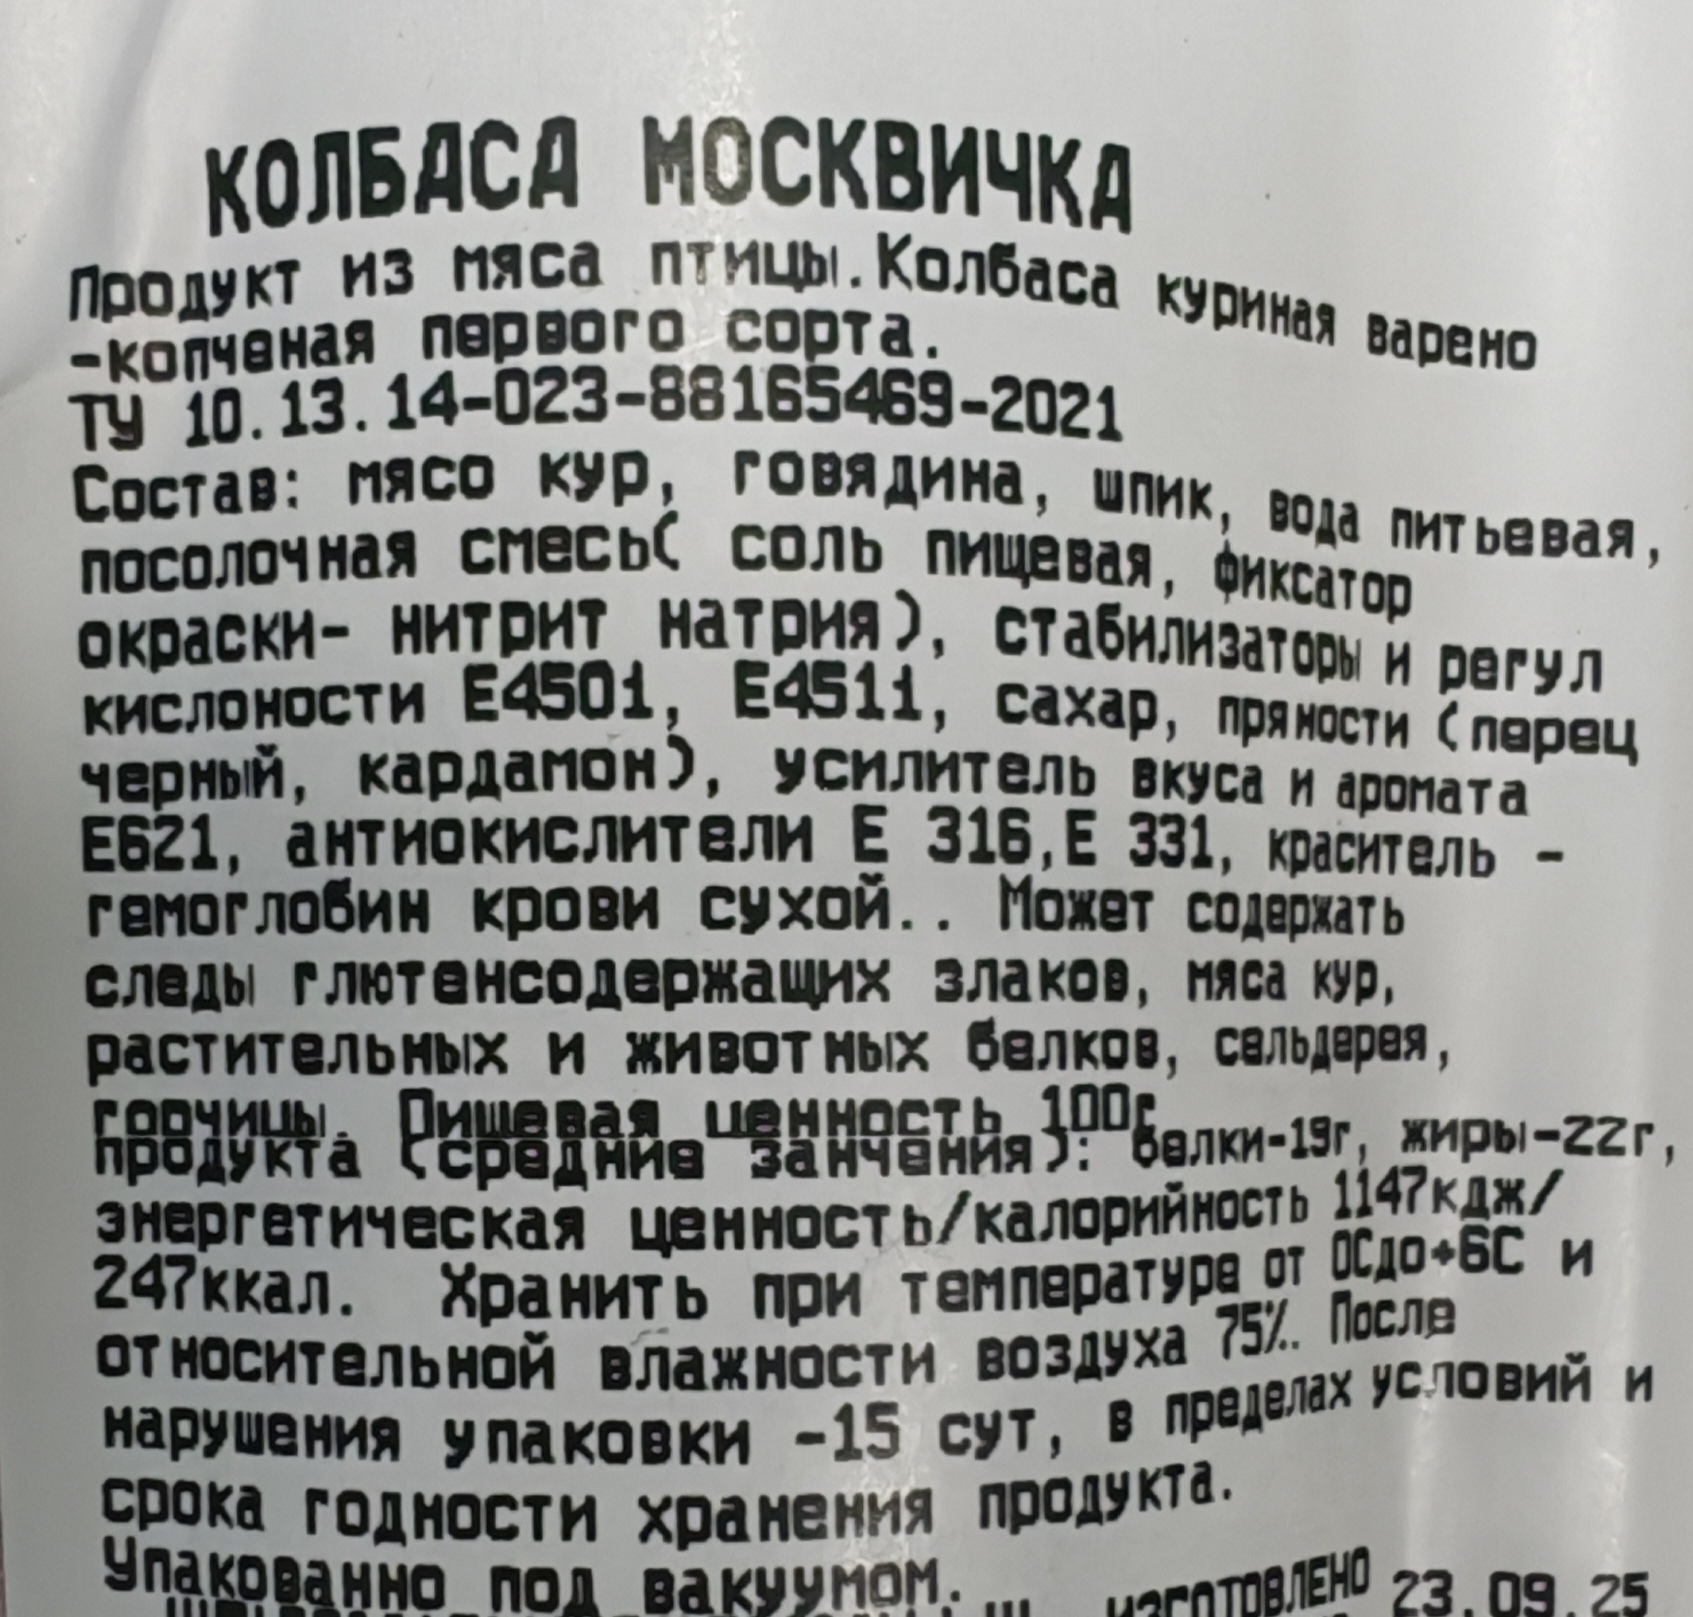 КОЛБАСА МОСКВИЧКА
Продукт из мяса птицы.Колбаса куриная варено
-копченая первого сорта.
ТУ 10.13.14-023-88165469-2021
Состав: мясо кур, говядина, шпик, вода питьевая,
посолочная смесь( соль пищевая, фиксатор
окраски- нитрит натрия), стабилизаторы и регул
кислоности Е4501, Е4511, сахар, пряности (перец
черный, кардамон), усилитель вкуса и аромата
Е621, антиокислители Е 316,Е 331, краситель -
гемоглобин крови сухой.. Может содержать
следы глютенсодержащих злаков, мяса кур,
растительных и животных белков, сельдерея,
горчицы. Пищевая ценность 100г
продукта (средние занчения): белки-19г, жиры-22г,
энергетическая ценность/калорийность 1147кдж/
247ккал. Хранить при температуре от 0Сдо+6С и
относительной влажности воздуха 75%. После
нарушения упаковки -15 сут, в пределах условий и
срока годности хранения продукта.
Упакованно под вакуумом.
изготовлено 23.09.25